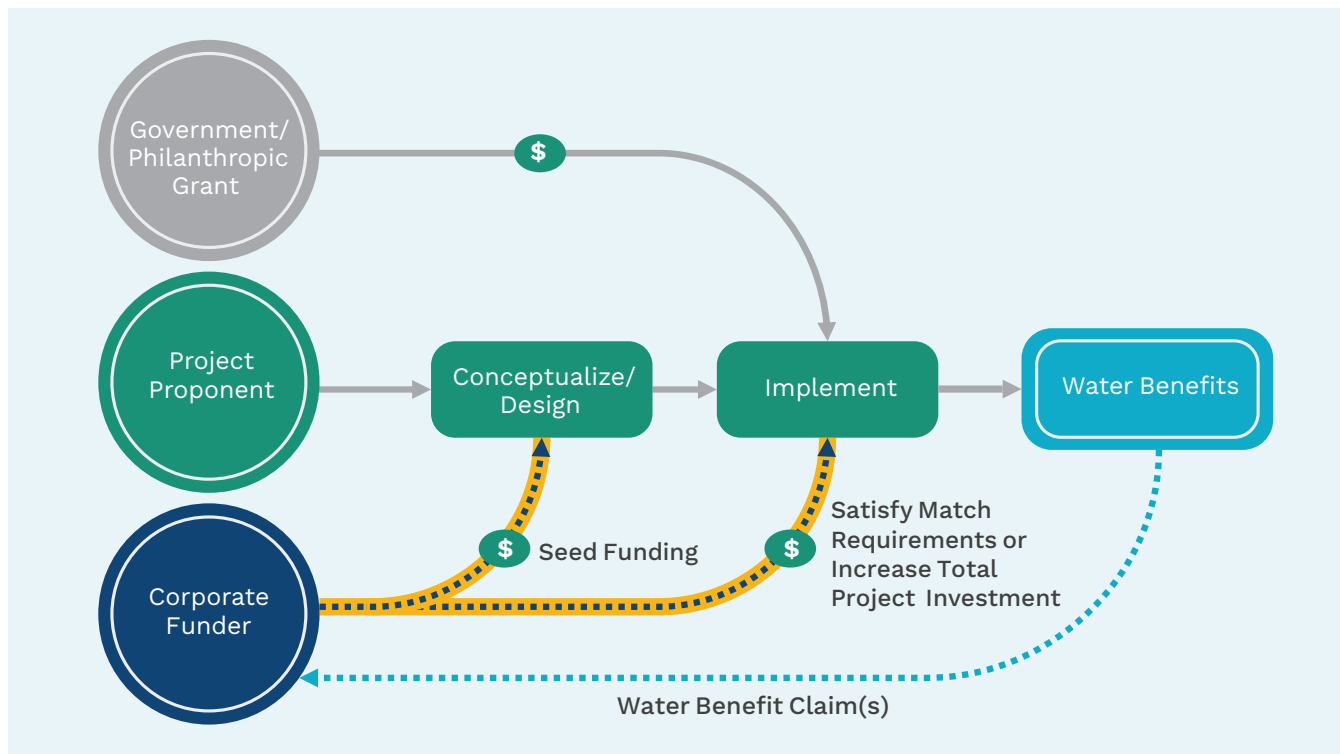 Government/
Philanthropic
Grant
$
Project
Proponent
Conceptualize/
Design
Implement
Water Benefits
Corporate
Funder
$
Seed Funding
$
Satisfy Match
Requirements or
Increase Total
Project Investment
Water Benefit Claim(s)